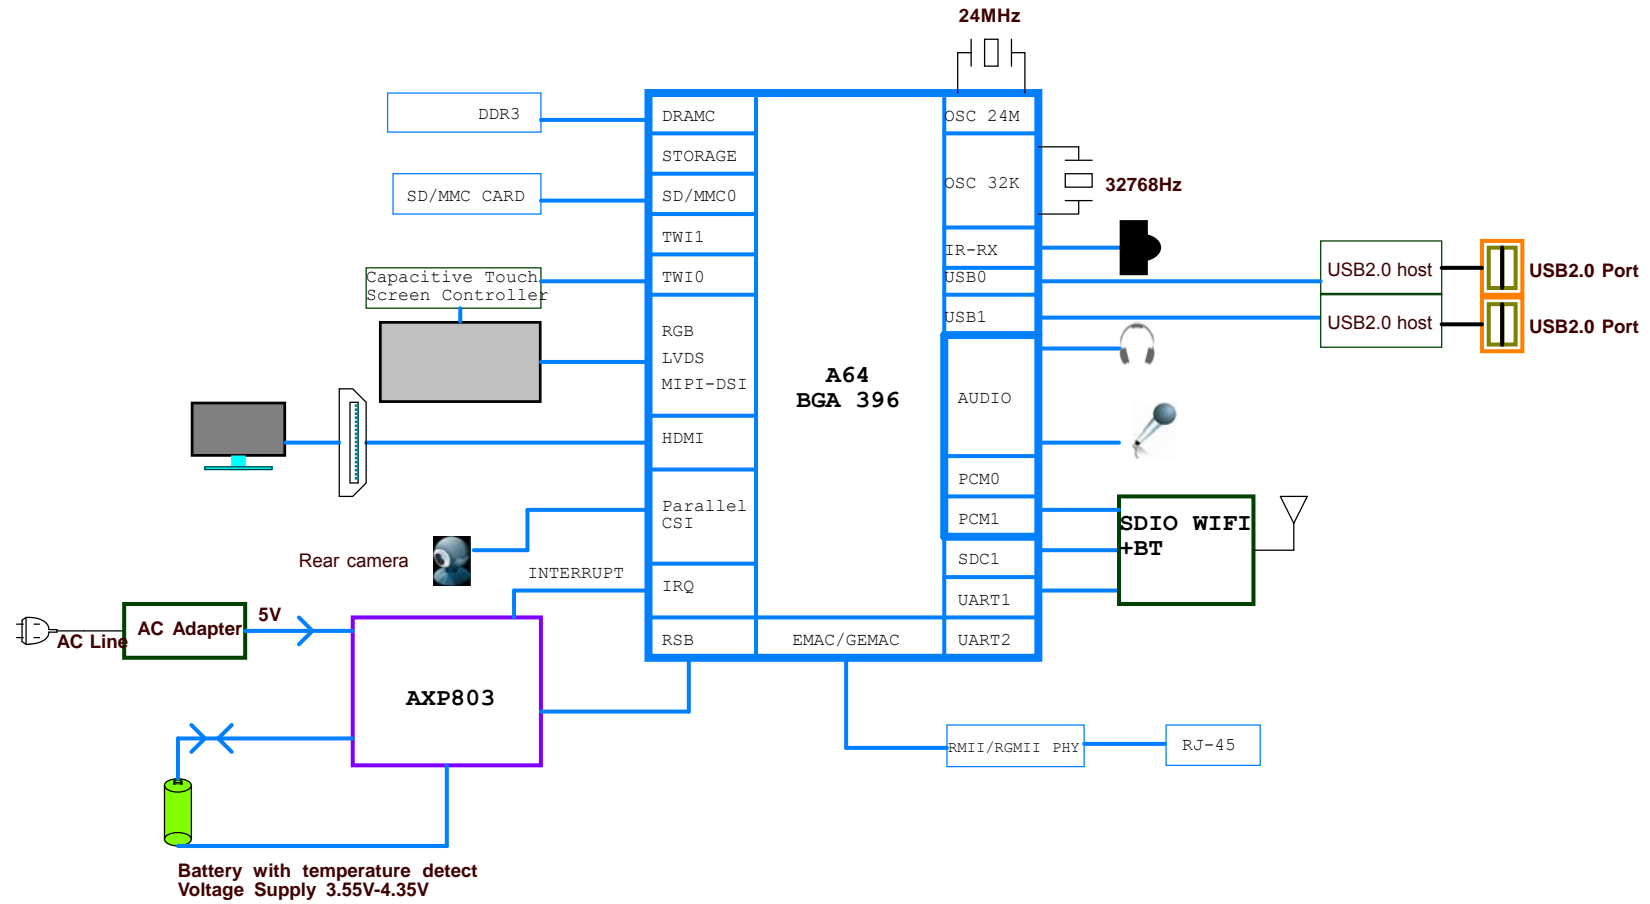 24MHz
DDR3
DRAMC
OSC 24M
STORAGE
SD/MMC CARD
SD/MMC0
OSC 32K
32768Hz
TWI1
IR-RX
Capacitive Touch
Screen Controller
TWI0
USB0
USB2.0 host
USB2.0 Port
USB1
USB2.0 host
USB2.0 Port
RGB
LVDS
MIPI-DSI
A64
BGA 396
AUDIO
HDMI
PCM0
Parallel
CSI
PCM1
SDIO WIFI
+BT
Rear camera
SDC1
INTERRUPT
IRQ
UART1
AC Line
AC Adapter
5V
RSB
EMAC/GEMAC
UART2
AXP803
RMII/RGMII PHY
RJ-45
Battery with temperature detect
Voltage Supply 3.55V-4.35V